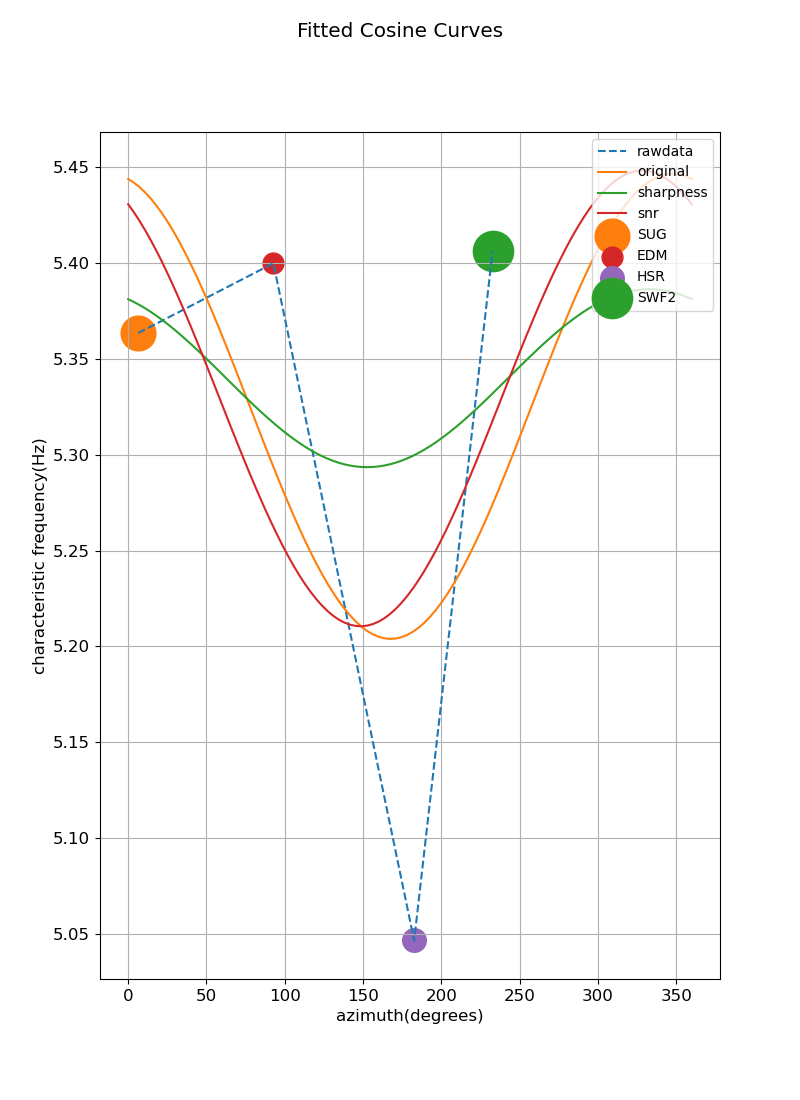 Fitted Cosine Curves
rawdata
original
sharpness
snr
SUG
EDM
HSR
SWF2
5.45
5.40
5.35
5.30
5.25
5.20
5.15
5.10
5.05
characteristic frequency(Hz)
0 50 100 150 200 250 300 350
azimuth(degrees)